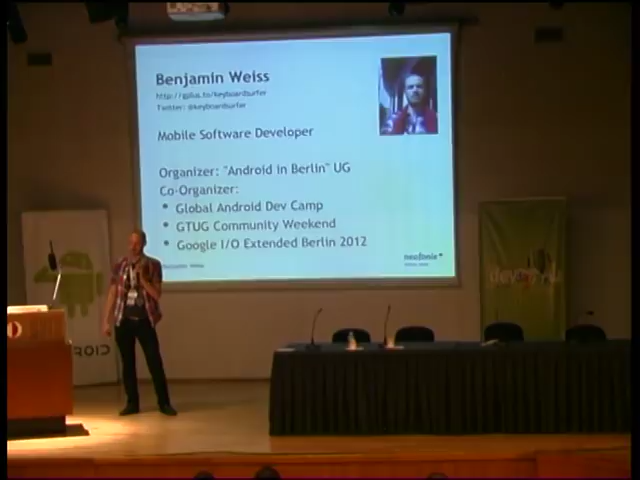 Benjamin Weiss
http://gplus.to/keyboardsurfer
Twitter: @keyboardsurfer
Mobile Software Developer
Organizer: "Android in Berlin" UG
Co-Organizer:
• Global Android Dev Camp
• GTUG Community Weekend
• Google I/O Extended Berlin 2012
neofonie